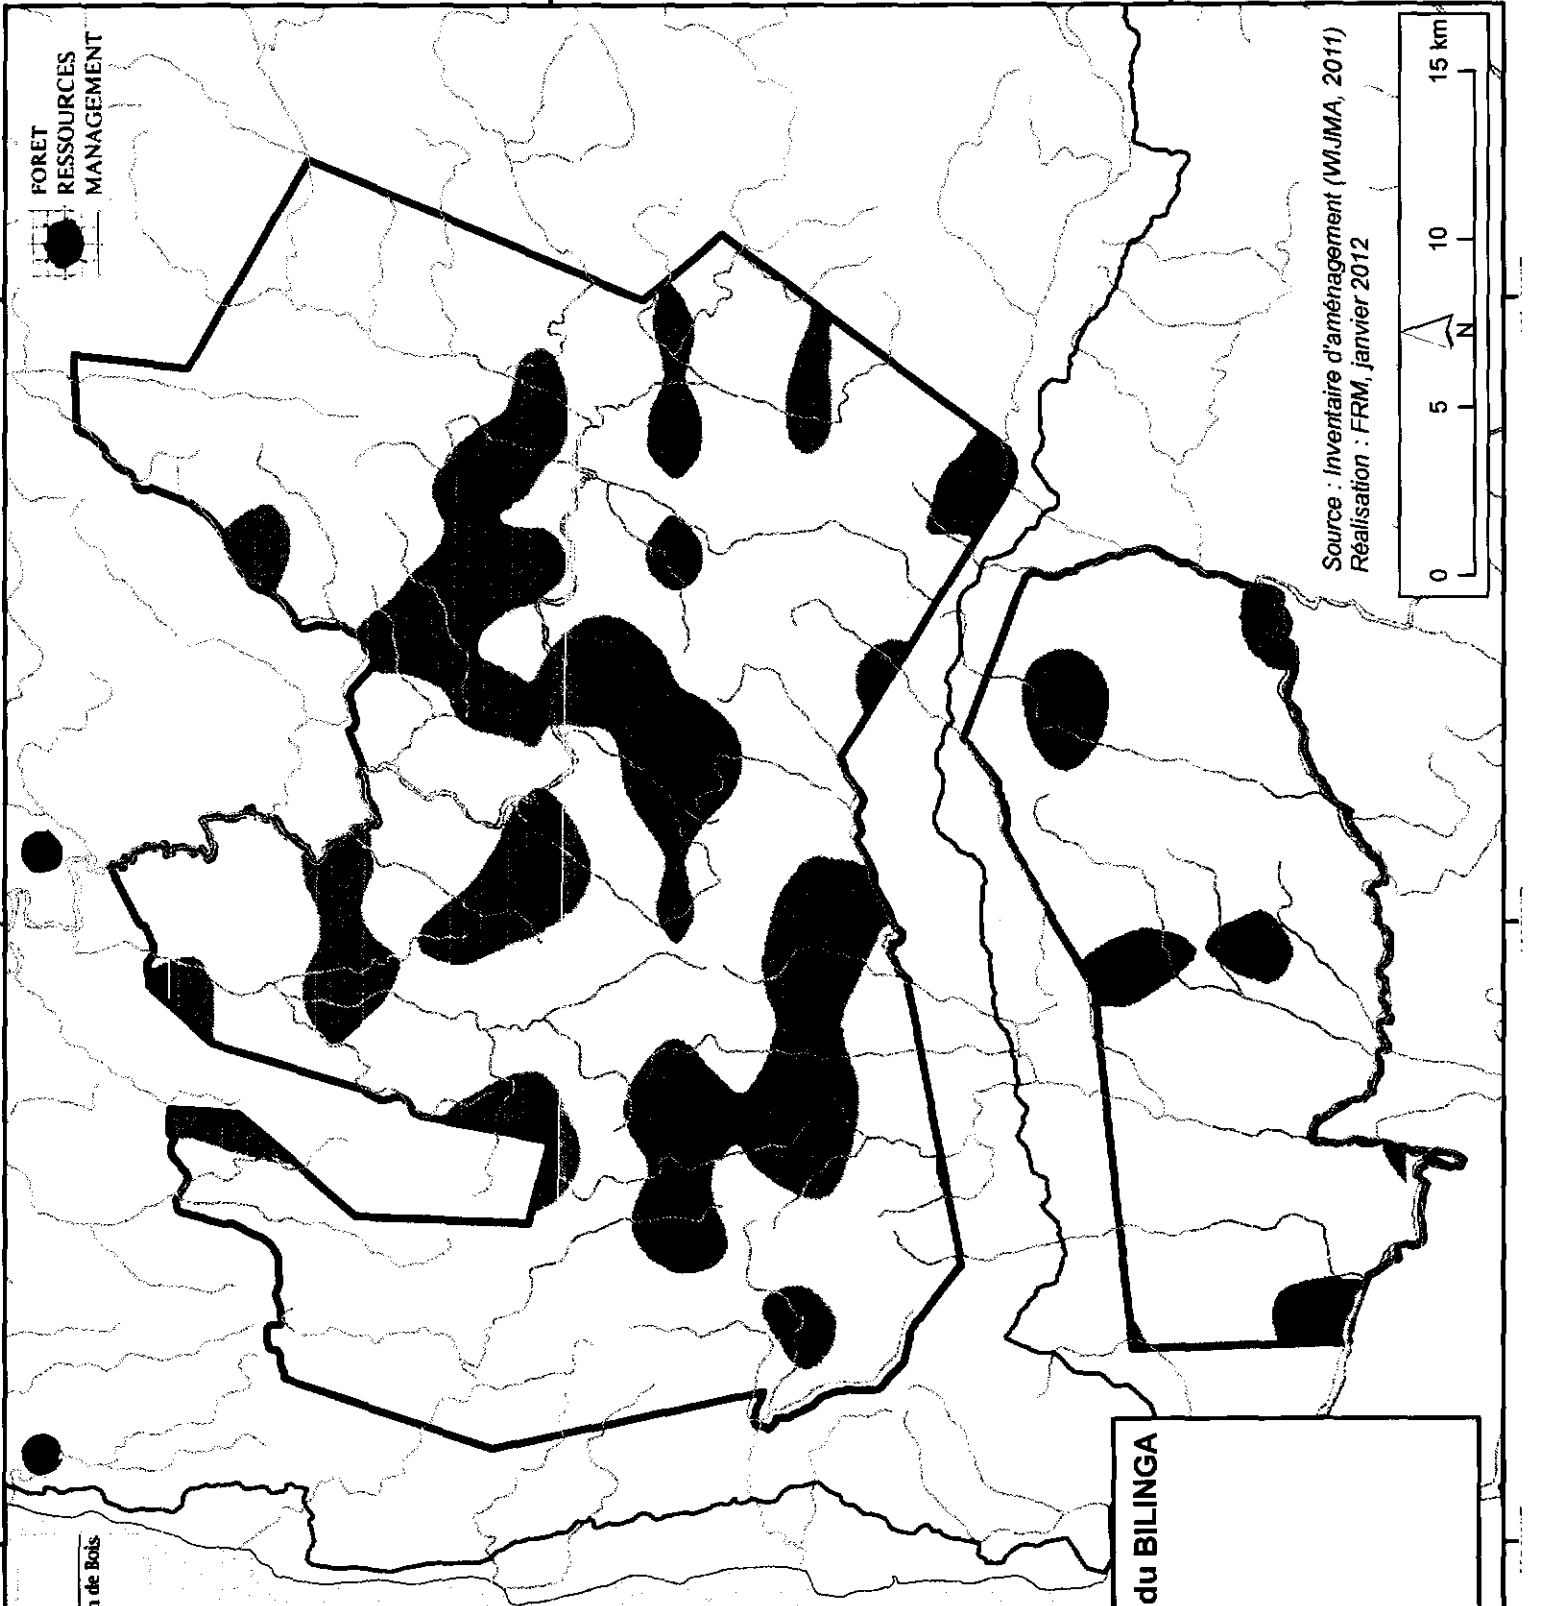 FORET
RESSOURCES
MANAGEMENT
n de Bois
du BILINGA
Source : Inventaire d'aménagement (WIJMA, 2011)
Réalisation : FRM, janvier 2012
0 5 10 15 km
N